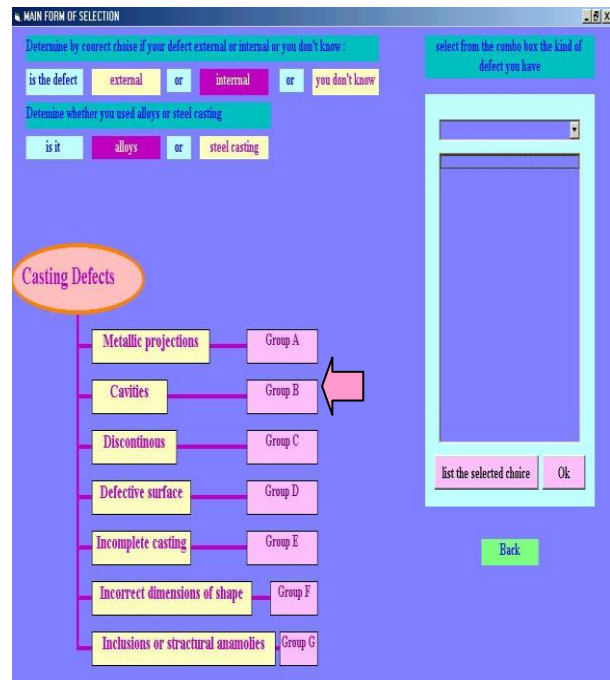 MAIN FORM OF SELECTION
Determine by coorect choise if your defect external or internal or you don't know :
is the defect external or internal or you don't know
Detemine whether you used alloys or steel casting
is it alloys or steel casting
select from the combo box the kind of
defect you have
Casting Defects
Metallic projections Group A
Cavities Group B
Discontinous Group C
Defective surface Group D
Incomplete casting Group E
Incorrect dimensions of shape Group F
Inclusions or stractural anamolies Group G
list the selected choice Ok
Back